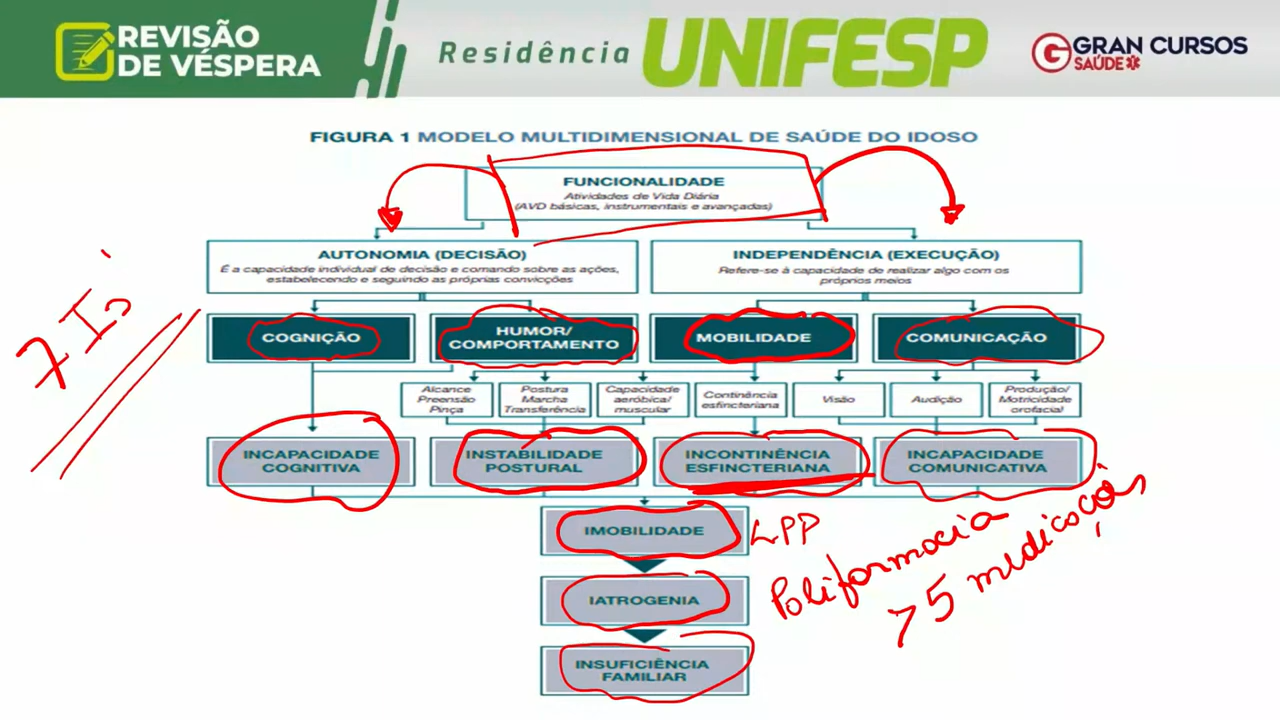 REVISÃO
DE VÉSPERA
Residência UNIFESP
GRAN CURSOS
SAÚDE
FIGURA 1 MODELO MULTIDIMENSIONAL DE SAÚDE DO IDOSO
FUNCIONALIDADE
Atividades de Vida Diária
(AVD básicas, instrumentais e avançadas)
AUTONOMIA (DECISÃO)
É a capacidade individual de decisão e comando sobre as ações,
estabelecendo e seguindo as próprias convicções
INDEPENDÊNCIA (EXECUÇÃO)
Refere-se à capacidade de realizar algo com os
próprios meios
7 Is
COGNIÇÃO
HUMOR/
COMPORTAMENTO
MOBILIDADE
COMUNICAÇÃO
Alcance
Preensão
Pinça
Postura
Marcha
Transferência
Capacidade
aeróbica/
muscular
Continência
esfincteriana
Visão
Audição
Produção/
Motricidade
orofacial
INCAPACIDADE
COGNITIVA
INSTABILIDADE
POSTURAL
INCONTINÊNCIA
ESFINCTERIANA
INCAPACIDADE
COMUNICATIVA
IMOBILIDADE
LPP
Polifarmacia
> 5 medicações
IATROGENIA
INSUFICIÊNCIA
FAMILIAR